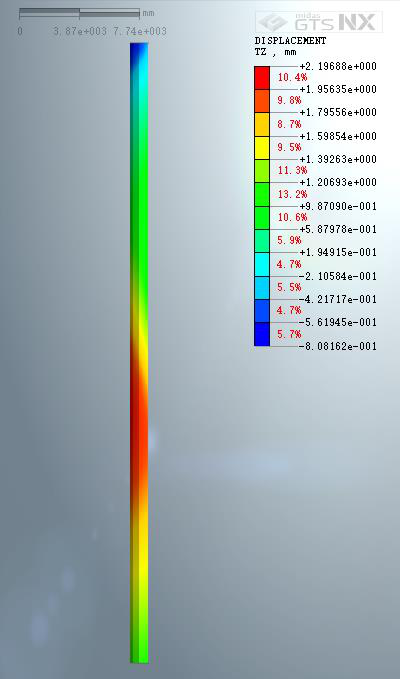 mm
0 3.87e+003 7.74e+003
midas
GTS NX
DISPLACEMENT
TZ , mm
+2.19688e+000
10.4%
+1.95635e+000
9.8%
+1.79556e+000
8.7%
+1.59854e+000
9.5%
+1.39263e+000
11.3%
+1.20693e+000
13.2%
+9.87090e-001
10.6%
+5.87978e-001
5.9%
+1.94915e-001
4.7%
-2.10584e-001
5.5%
-4.21717e-001
4.7%
-5.61945e-001
5.7%
-8.08162e-001